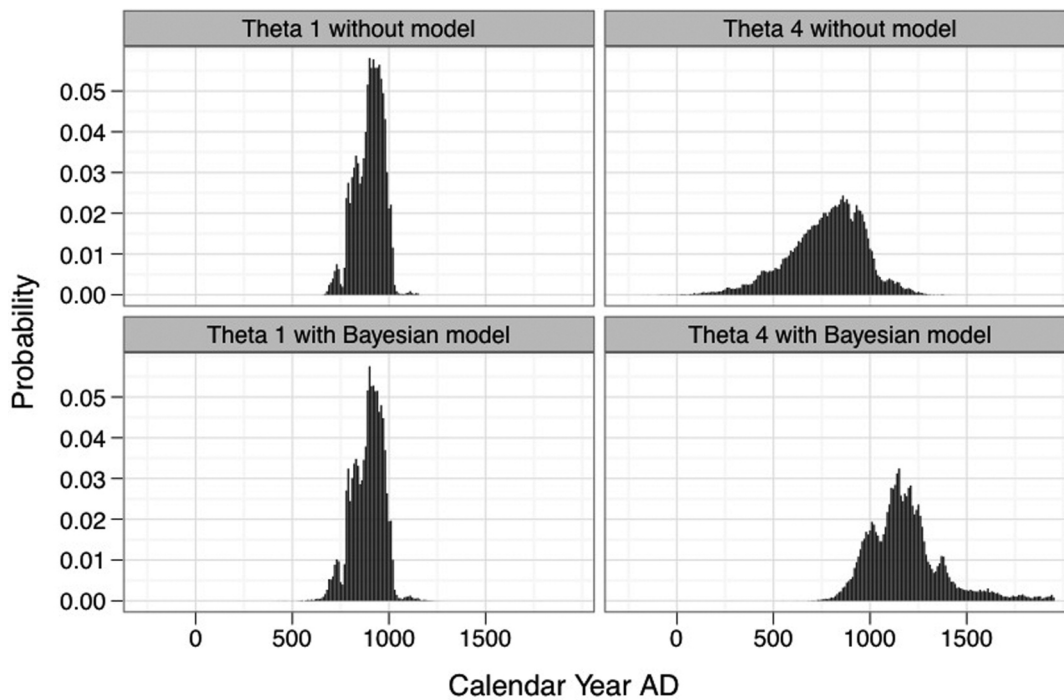 Theta 1 without model
Theta 4 without model
0.05
0.04
0.03
0.02
0.01
0.00
Probability
Theta 1 with Bayesian model
Theta 4 with Bayesian model
0.05
0.04
0.03
0.02
0.01
0.00
0 500 1000 1500
0 500 1000 1500
Calendar Year AD